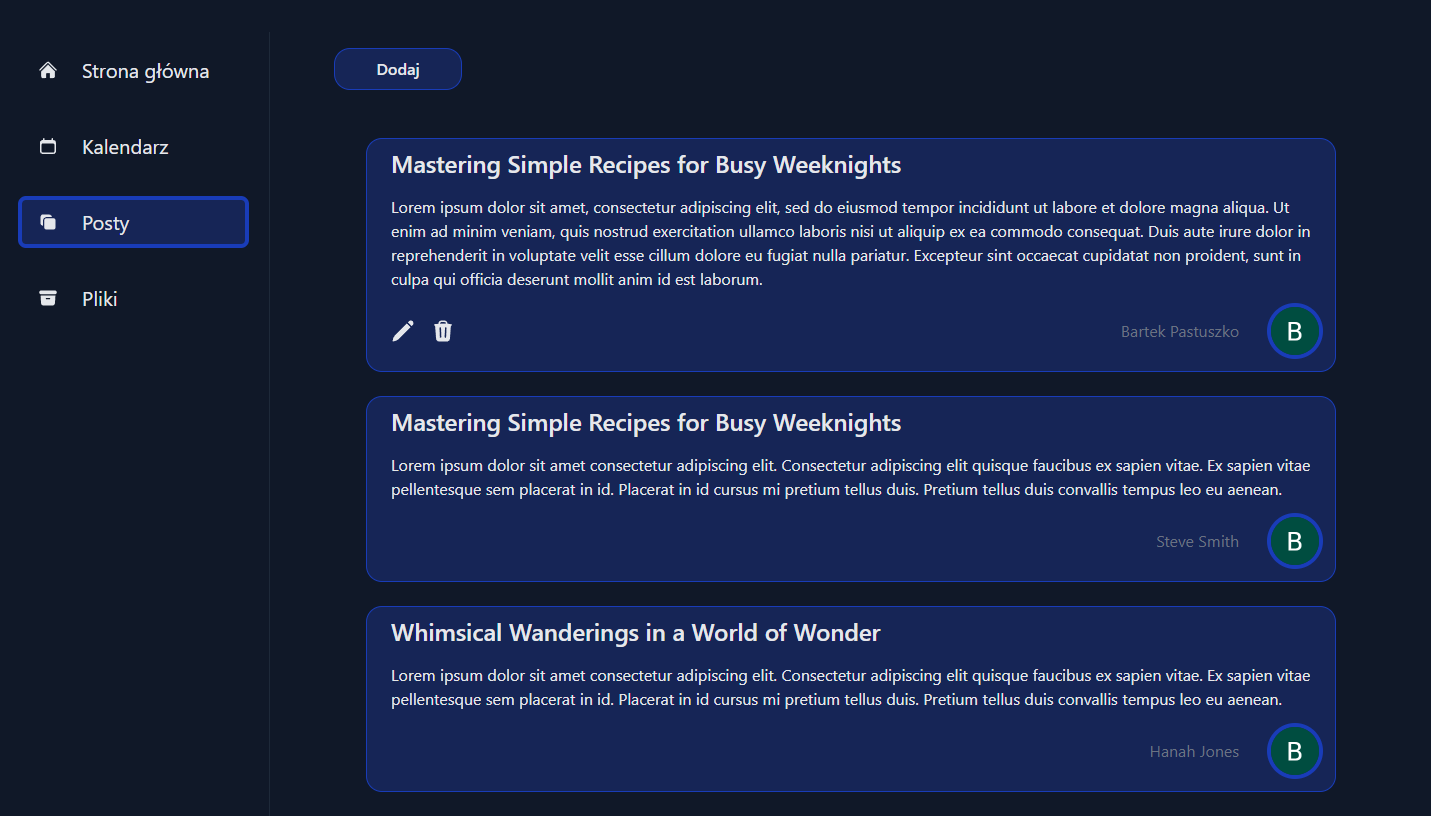 Strona główna
Kalendarz
Posty
Pliki
Dodaj
Mastering Simple Recipes for Busy Weeknights
Lorem ipsum dolor sit amet, consectetur adipiscing elit, sed do eiusmod tempor incididunt ut labore et dolore magna aliqua. Ut
enim ad minim veniam, quis nostrud exercitation ullamco laboris nisi ut aliquip ex ea commodo consequat. Duis aute irure dolor in
reprehenderit in voluptate velit esse cillum dolore eu fugiat nulla pariatur. Excepteur sint occaecat cupidatat non proident, sunt in
culpa qui officia deserunt mollit anim id est laborum.
Bartek Pastuszko
B
Mastering Simple Recipes for Busy Weeknights
Lorem ipsum dolor sit amet consectetur adipiscing elit. Consectetur adipiscing elit quisque faucibus ex sapien vitae. Ex sapien vitae
pellentesque sem placerat in id. Placerat in id cursus mi pretium tellus duis. Pretium tellus duis convallis tempus leo eu aenean.
Steve Smith
B
Whimsical Wanderings in a World of Wonder
Lorem ipsum dolor sit amet consectetur adipiscing elit. Consectetur adipiscing elit quisque faucibus ex sapien vitae. Ex sapien vitae
pellentesque sem placerat in id. Placerat in id cursus mi pretium tellus duis. Pretium tellus duis convallis tempus leo eu aenean.
Hanah Jones
B